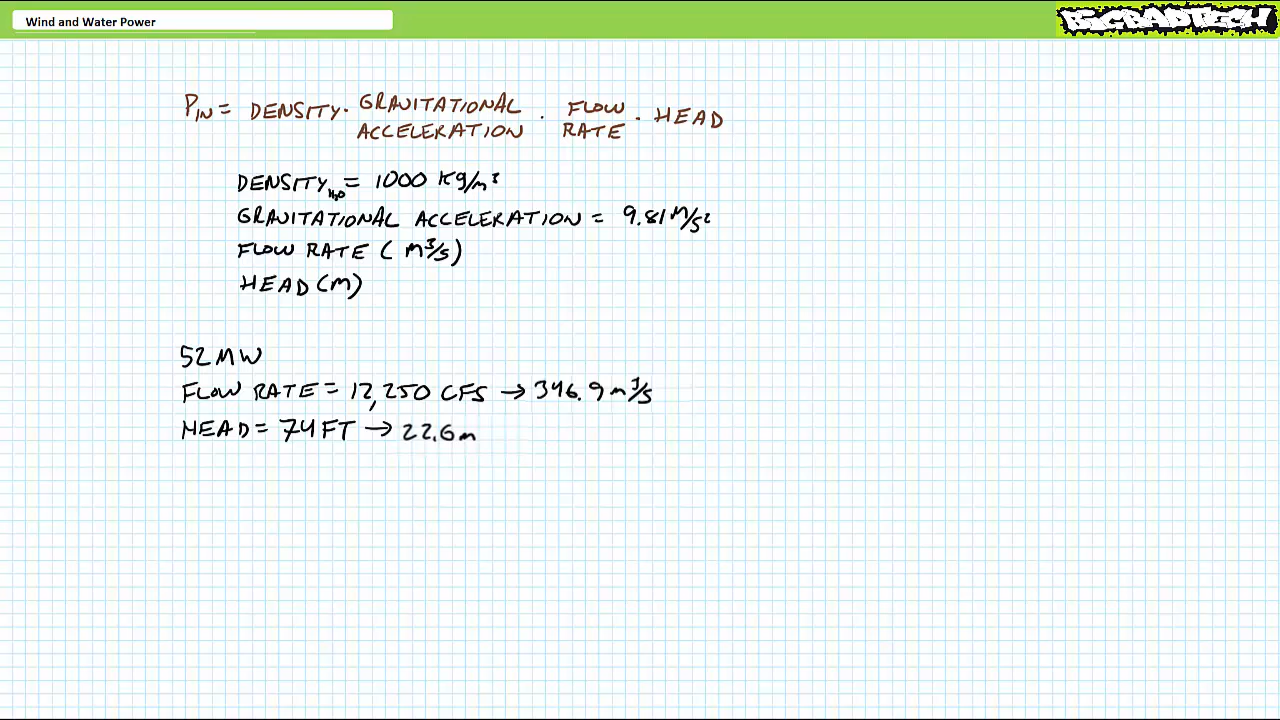 Wind and Water Power
BIGBADTECH
P_IN = DENSITY · GRAVITATIONAL ACCELERATION · FLOW RATE · HEAD
DENSITY_H2O = 1000 Kg/m³
GRAVITATIONAL ACCELERATION = 9.81 M/S²
FLOW RATE (M³/S)
HEAD (M)
52 MW
FLOW RATE = 12,250 CFS → 346.9 m³/S
HEAD = 74 FT → 22.6 m